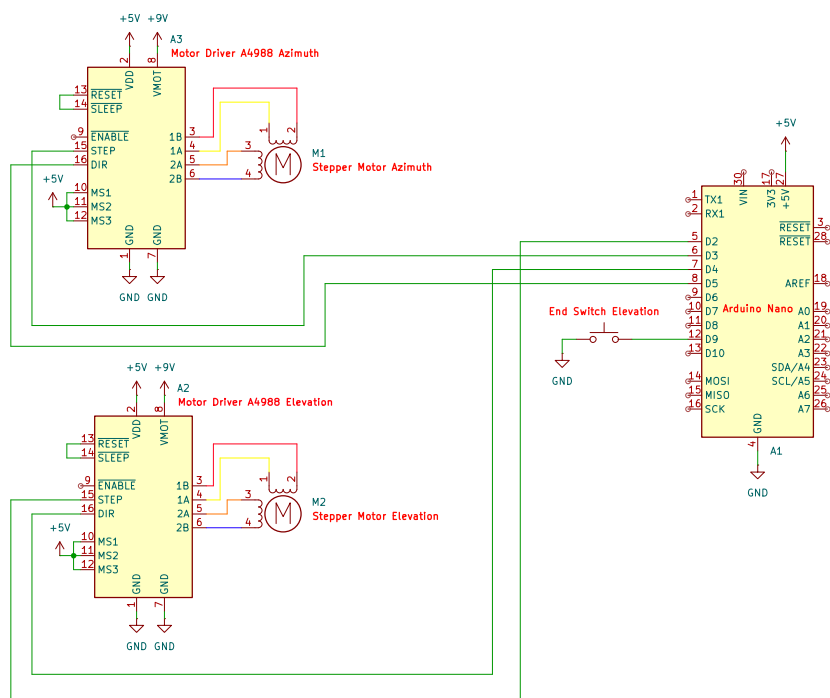 +5V +9V
A3
Motor Driver A4988 Azimuth
2 8
VDD VMOT
13 RESET
14 SLEEP
9 ENABLE 1B 3
15 STEP 1A 4
16 DIR 2A 5
2B 6
1 2
3
4
M
M1
Stepper Motor Azimuth
+5V
10 MS1
11 MS2
12 MS3
GND GND
1 7
GND GND
+5V
30 17 27
VIN 3V3 +5V
1 TX1
2 RX1
RESET 3
RESET 28
5 D2
6 D3
7 D4
8 D5
AREF 18
9 D6
10 D7
11 D8
12 D9
13 D10
Arduino Nano
A0 19
A1 20
A2 21
A3 22
SDA/A4 23
SCL/A5 24
A6 25
A7 26
14 MOSI
15 MISO
16 SCK
GND
4
A1
GND
End Switch Elevation
GND
+5V +9V
A2
Motor Driver A4988 Elevation
2 8
VDD VMOT
13 RESET
14 SLEEP
9 ENABLE 1B 3
15 STEP 1A 4
16 DIR 2A 5
2B 6
1 2
3
4
M
M2
Stepper Motor Elevation
+5V
10 MS1
11 MS2
12 MS3
GND GND
1 7
GND GND